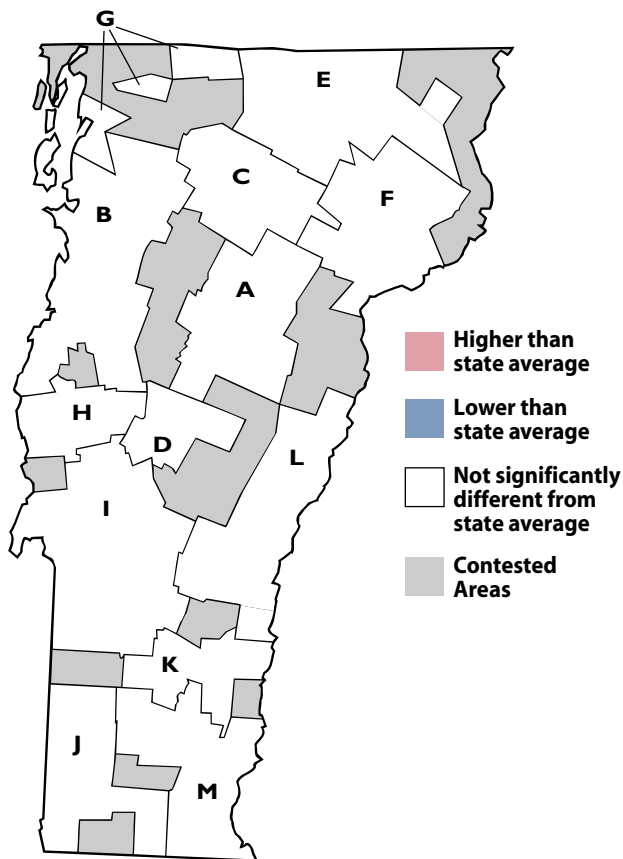 G
E
C
F
B
A
H
D
L
I
K
J
M
Higher than
state average
Lower than
state average
Not significantly
different from
state average
Contested
Areas